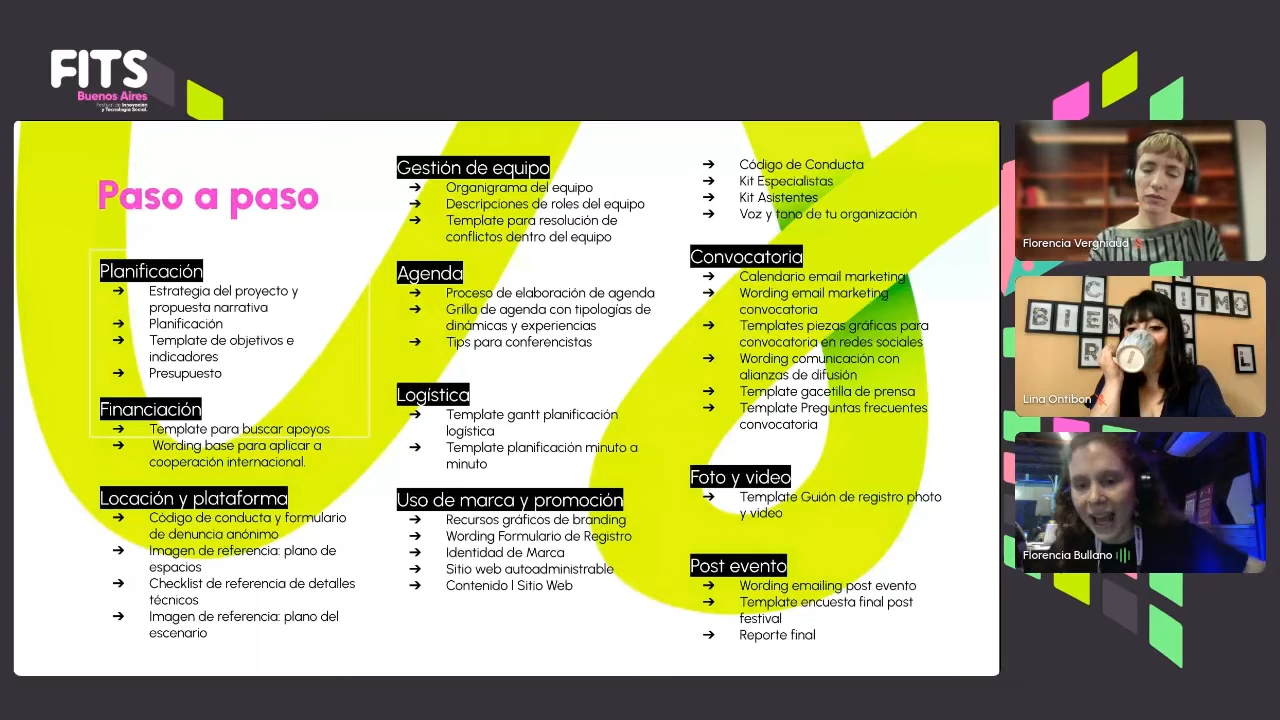 FITS
Buenos Aires
Festival de Innovación
y Tecnología Social.
Paso a paso
Planificación
➔ Estrategia del proyecto y
propuesta narrativa
➔ Planificación
➔ Template de objetivos e
indicadores
➔ Presupuesto
Financiación
➔ Template para buscar apoyos
➔ Wording base para aplicar a
cooperación internacional.
Locación y plataforma
➔ Código de conducta y formulario
de denuncia anónimo
➔ Imagen de referencia: plano de
espacios
➔ Checklist de referencia de detalles
técnicos
➔ Imagen de referencia: plano del
escenario
Gestión de equipo
➔ Organigrama del equipo
➔ Descripciones de roles del equipo
➔ Template para resolución de
conflictos dentro del equipo
Agenda
➔ Proceso de elaboración de agenda
➔ Grilla de agenda con tipologías de
dinámicas y experiencias
➔ Tips para conferencistas
Logística
➔ Template gantt planificación
logística
➔ Template planificación minuto a
minuto
Uso de marca y promoción
➔ Recursos gráficos de branding
➔ Wording Formulario de Registro
➔ Identidad de Marca
➔ Sitio web autoadministrable
➔ Contenido | Sitio Web
➔ Código de Conducta
➔ Kit Especialistas
➔ Kit Asistentes
➔ Voz y tono de tu organización
Convocatoria
➔ Calendario email marketing
➔ Wording email marketing
convocatoria
➔ Templates piezas gráficas para
convocatoria en redes sociales
➔ Wording comunicación con
alianzas de difusión
➔ Template gacetilla de prensa
➔ Template Preguntas frecuentes
convocatoria
Foto y video
➔ Template Guión de registro photo
y video
Post evento
➔ Wording emailing post evento
➔ Template encuesta final post
festival
➔ Reporte final
Florencia Vergniaud
Lina Ontibon
Florencia Bullano